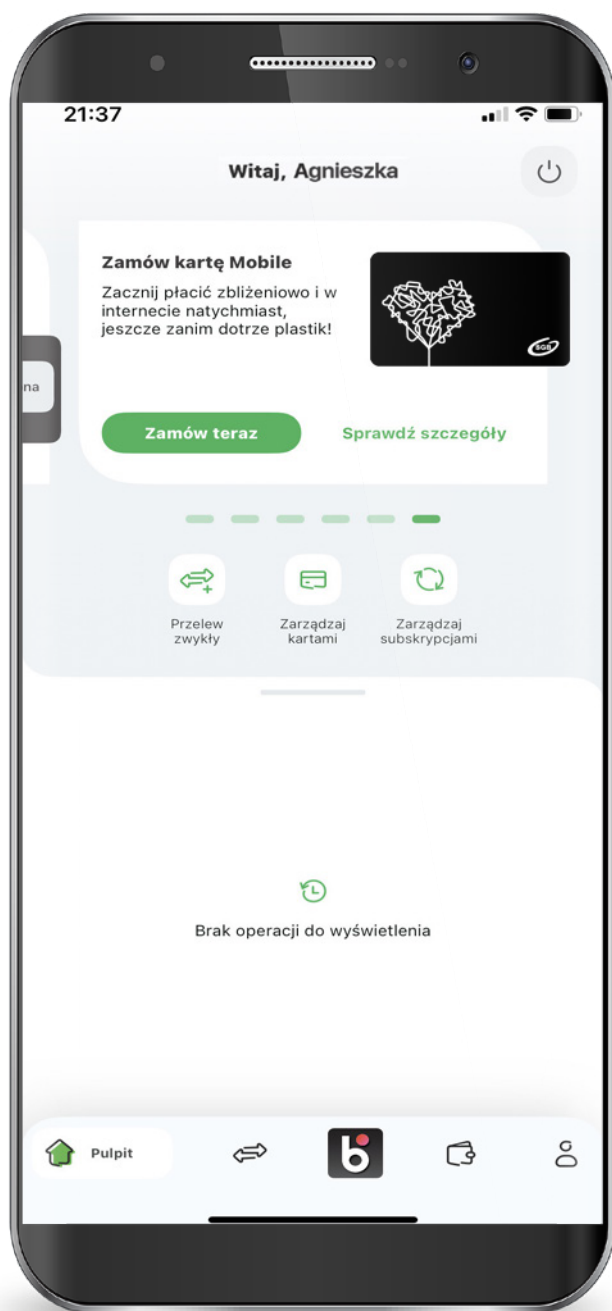 21:37
Witaj, Agnieszka
Zamów kartę Mobile
Zacznij płacić zbliżeniowo i w
internecie natychmiast,
jeszcze zanim dotrze plastik!
SGB
na
Zamów teraz
Sprawdź szczegóły
Przelew
zwykły
Zarządzaj
kartami
Zarządzaj
subskrypcjami
Brak operacji do wyświetlenia
Pulpit
b